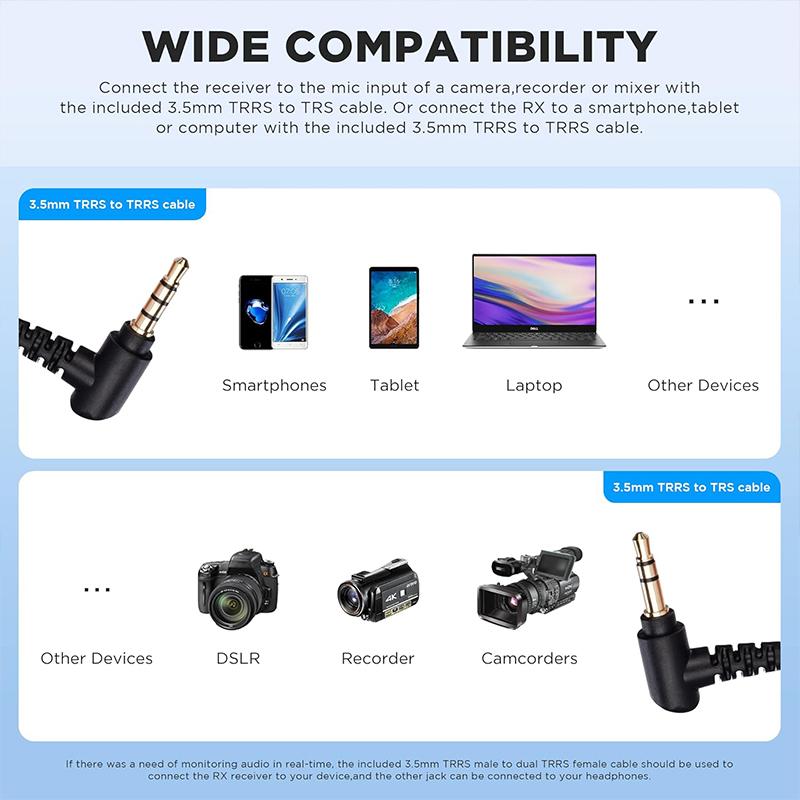 WIDE COMPATIBILITY
Connect the receiver to the mic input of a camera,recorder or mixer with
the included 3.5mm TRRS to TRS cable. Or connect the RX to a smartphone,tablet
or computer with the included 3.5mm TRRS to TRRS cable.
3.5mm TRRS to TRRS cable
DELL
...
Smartphones
Tablet
Laptop
Other Devices
3.5mm TRRS to TRS cable
...
4K
Other Devices
DSLR
Recorder
Camcorders
If there was a need of monitoring audio in real-time, the included 3.5mm TRRS male to dual TRRS female cable should be used to
connect the RX receiver to your device,and the other jack can be connected to your headphones.